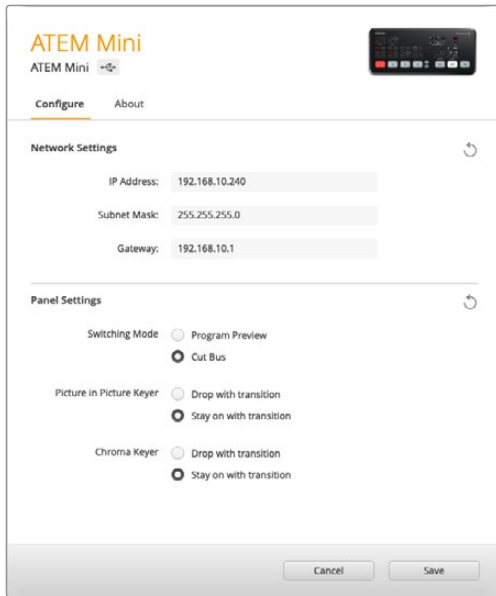 ATEM Mini
ATEM Mini
Configure About
Network Settings
IP Address: 192.168.10.240
Subnet Mask: 255.255.255.0
Gateway: 192.168.10.1
Panel Settings
Switching Mode Program Preview
Cut Bus
Picture in Picture Keyer Drop with transition
Stay on with transition
Chroma Keyer Drop with transition
Stay on with transition
Cancel Save